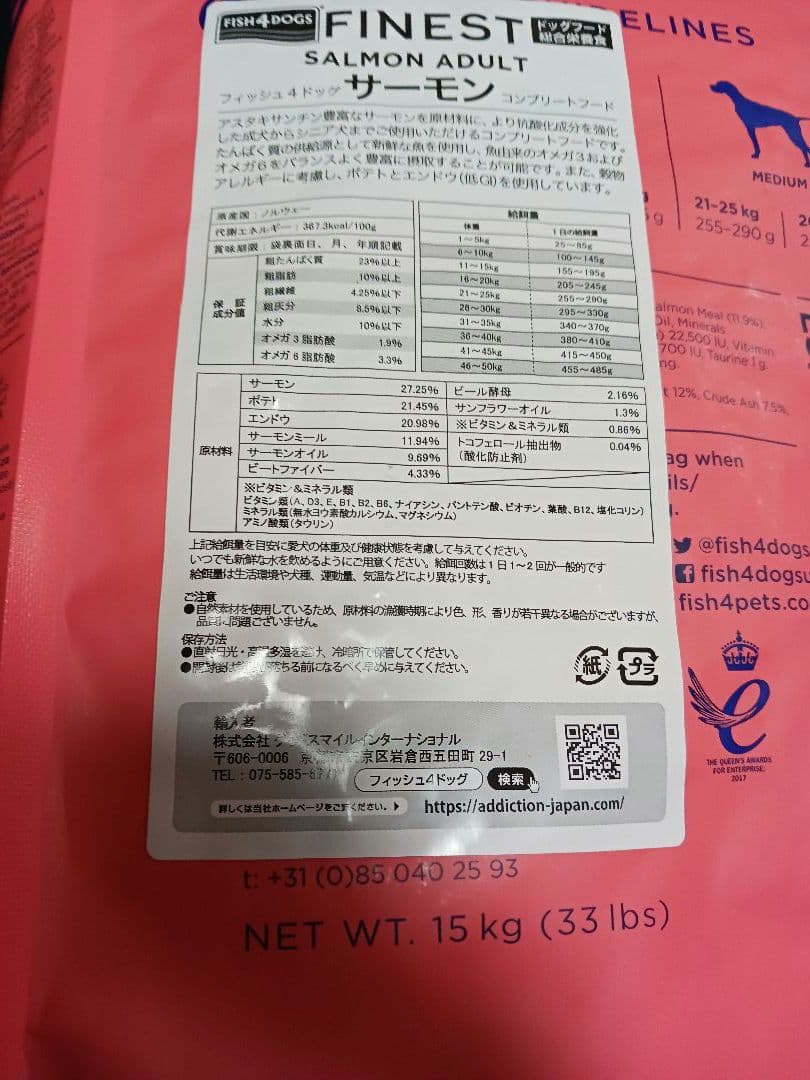 FISH4DOGS FINEST ドッグフード 総合栄養食
ELINES
SALMON ADULT
フィッシュ4ドッグ サーモン コンプリートフード
アスタキサンチン豊富なサーモンを原材料に、より抗酸化成分を強化
した成犬からシニア犬までご使用いただけるコンプリートフードです。
たんぱく質の供給源として新鮮な魚を使用し、魚由来のオメガ3および
オメガ6をバランスよく豊富に摂取することが可能です。また、穀物
アレルギーに考慮し、ポテトとエンドウ(低GI)を使用しています。
原産国:ノルウェー
代謝エネルギー:367.3kcal/100g
賞味期限:袋裏面日、月、年順記載
保証成分値
粗たんぱく質 23%以上
粗脂肪 10%以上
粗繊維 4.25%以下
粗灰分 8.5%以下
水分 10%以下
オメガ3脂肪酸 1.9%
オメガ6脂肪酸 3.3%
給餌量
体重 1日の給餌量
1〜5kg 25〜85g
6〜10kg 100〜145g
11〜15kg 155〜195g
16〜20kg 205〜245g
21〜25kg 255〜290g
26〜30kg 295〜330g
31〜35kg 340〜370g
36〜40kg 380〜410g
41〜45kg 415〜450g
46〜50kg 455〜485g
原材料
サーモン 27.25%
ポテト 21.45%
エンドウ 20.98%
サーモンミール 11.94%
サーモンオイル 9.69%
ビートファイバー 4.33%
ビール酵母 2.16%
サンフラワーオイル 1.3%
※ビタミン&ミネラル類 0.86%
トコフェロール抽出物 0.04%
(酸化防止剤)
※ビタミン&ミネラル類
ビタミン類(A、D3、E、B1、B2、B6、ナイアシン、パントテン酸、ビオチン、葉酸、B12、塩化コリン)
ミネラル類(無水ヨウ素酸カルシウム、マグネシウム)
アミノ酸類(タウリン)
上記給餌量を目安に愛犬の体重及び健康状態を考慮して与えてください。
いつでも新鮮な水を飲めるようにご用意ください。給餌回数は1日1〜2回が一般的です
給餌量は生活環境や犬種、運動量、気温などにより異なります。
ご注意
●自然素材を使用しているため、原材料の漁獲時期により色、形、香りが若干異なる場合がございますが、
品質に問題ございません。
保存方法
●直射日光・高温多湿を避け、冷暗所で保管してください。
●開封後は 落ちる前になるべく早めに与えてください。
紙 プラ
輸入者
株式会社 スマイルインターナショナル
〒606-0006 京区岩倉西五田町 29-1
TEL:075-585-
フィッシュ4ドッグ 検索
詳しくは当社ホームページをご覧ください。
https://addiction-japan.com/
t: +31 (0)85 040 25 93
NET WT. 15 kg (33 lbs)
MEDIUM
21-25 kg
255-290 g
Salmon Meal (11.9%),
Oil, Minerals
22,500 IU, Vitamin
700 IU, Taurine 1 g
12%, Crude Ash 7.5%,
bag when
ils/
@fish4dogs
fish4dogsu
fish4pets.co
e
THE QUEEN'S AWARDS
FOR ENTERPRISE:
2017